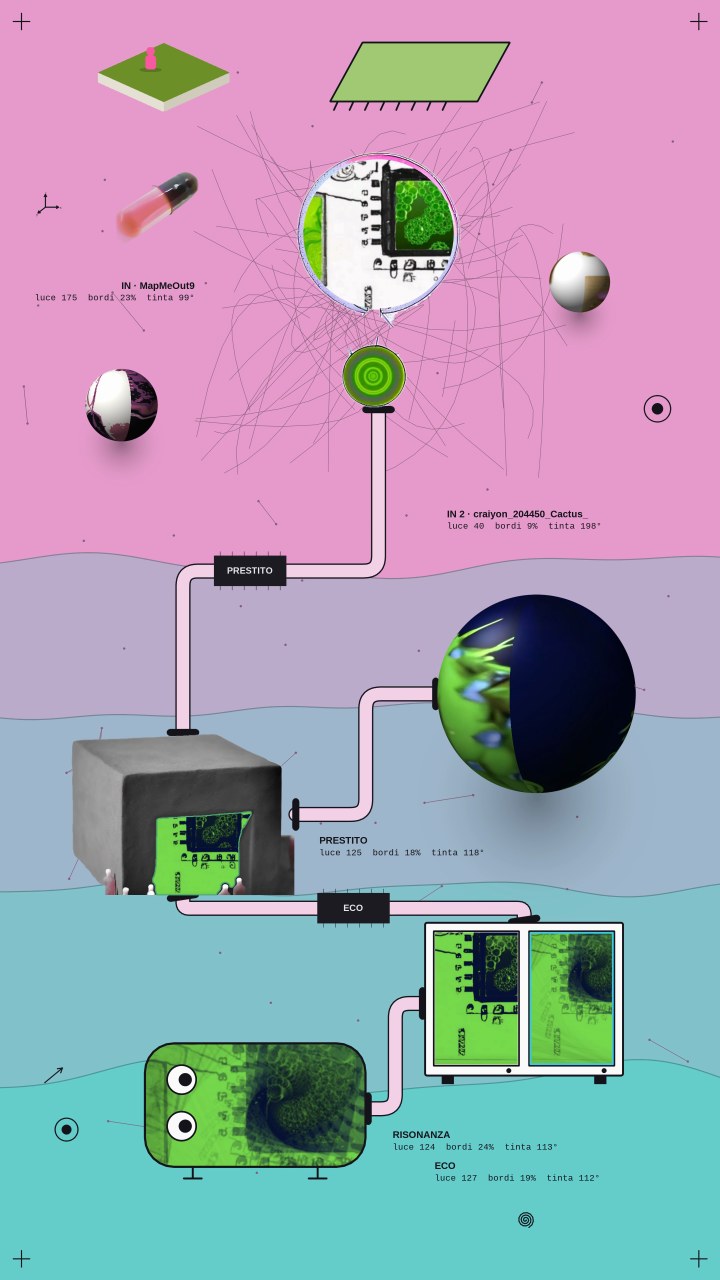 IN · MapMeOut9
luce 175 bordi 23% tinta 99°
IN 2 · craiyon_204450_Cactus_
luce 40 bordi 9% tinta 198°
PRESTITO
PRESTITO
luce 125 bordi 18% tinta 118°
ECO
RISONANZA
luce 124 bordi 24% tinta 113°
ECO
luce 127 bordi 19% tinta 112°